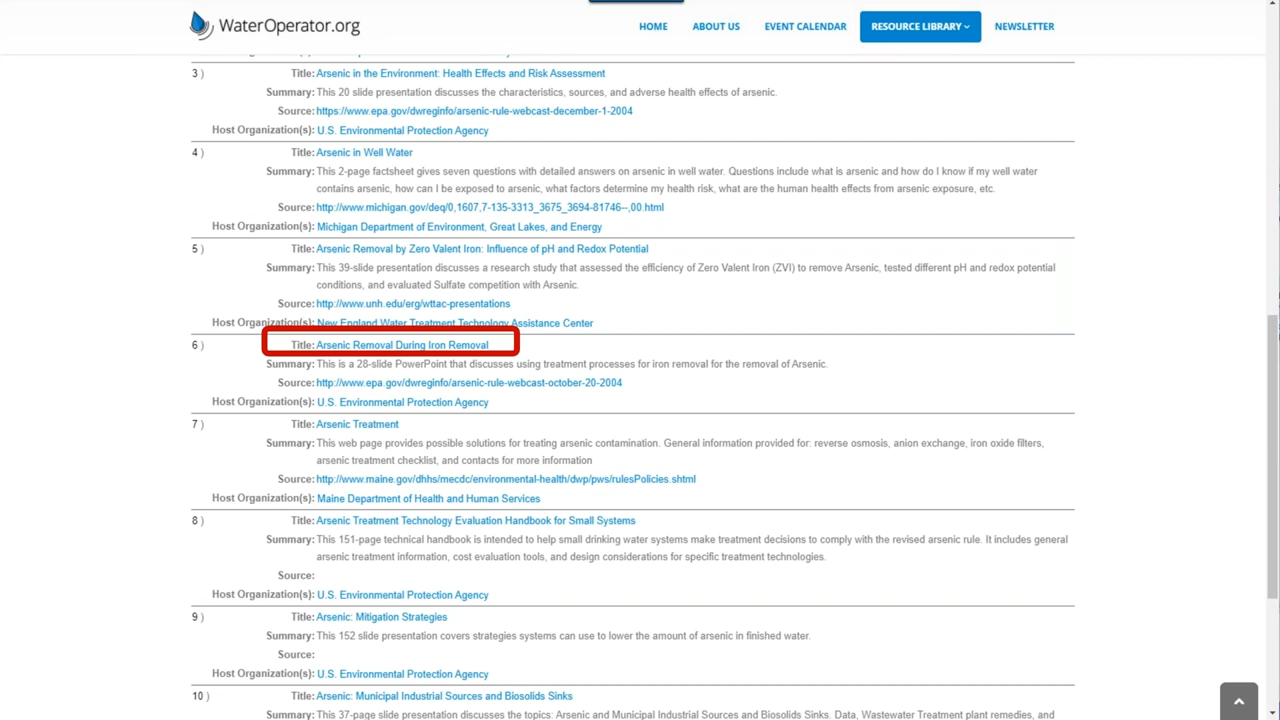 WaterOperator.org
HOME ABOUT US EVENT CALENDAR RESOURCE LIBRARY NEWSLETTER
3 ) Title: Arsenic in the Environment: Health Effects and Risk Assessment
Summary: This 20 slide presentation discusses the characteristics, sources, and adverse health effects of arsenic.
Source: https://www.epa.gov/dwreginfo/arsenic-rule-webcast-december-1-2004
Host Organization(s): U.S. Environmental Protection Agency
4 ) Title: Arsenic in Well Water
Summary: This 2-page factsheet gives seven questions with detailed answers on arsenic in well water. Questions include what is arsenic and how do I know if my well water
contains arsenic, how can I be exposed to arsenic, what factors determine my health risk, what are the human health effects from arsenic exposure, etc.
Source: http://www.michigan.gov/deq/0,1607,7-135-3313_3675_3694-81746--,00.html
Host Organization(s): Michigan Department of Environment, Great Lakes, and Energy
5 ) Title: Arsenic Removal by Zero Valent Iron: Influence of pH and Redox Potential
Summary: This 39-slide presentation discusses a research study that assessed the efficiency of Zero Valent Iron (ZVI) to remove Arsenic, tested different pH and redox potential
conditions, and evaluated Sulfate competition with Arsenic.
Source: http://www.unh.edu/erg/wttac-presentations
Host Organization(s): New England Water Treatment Technology Assistance Center
6 ) Title: Arsenic Removal During Iron Removal
Summary: This is a 28-slide PowerPoint that discusses using treatment processes for iron removal for the removal of Arsenic.
Source: http://www.epa.gov/dwreginfo/arsenic-rule-webcast-october-20-2004
Host Organization(s): U.S. Environmental Protection Agency
7 ) Title: Arsenic Treatment
Summary: This web page provides possible solutions for treating arsenic contamination. General information provided for: reverse osmosis, anion exchange, iron oxide filters,
arsenic treatment checklist, and contacts for more information
Source: http://www.maine.gov/dhhs/mecdc/environmental-health/dwp/pws/rulesPolicies.shtml
Host Organization(s): Maine Department of Health and Human Services
8 ) Title: Arsenic Treatment Technology Evaluation Handbook for Small Systems
Summary: This 151-page technical handbook is intended to help small drinking water systems make treatment decisions to comply with the revised arsenic rule. It includes general
arsenic treatment information, cost evaluation tools, and design considerations for specific treatment technologies.
Source:
Host Organization(s): U.S. Environmental Protection Agency
9 ) Title: Arsenic: Mitigation Strategies
Summary: This 152 slide presentation covers strategies systems can use to lower the amount of arsenic in finished water.
Source:
Host Organization(s): U.S. Environmental Protection Agency
10 ) Title: Arsenic: Municipal Industrial Sources and Biosolids Sinks
Summary: This 37-page slide presentation discusses the topics: Arsenic and Municipal Industrial Sources and Biosolids Sinks. Data, Wastewater Treatment plant remedies, and